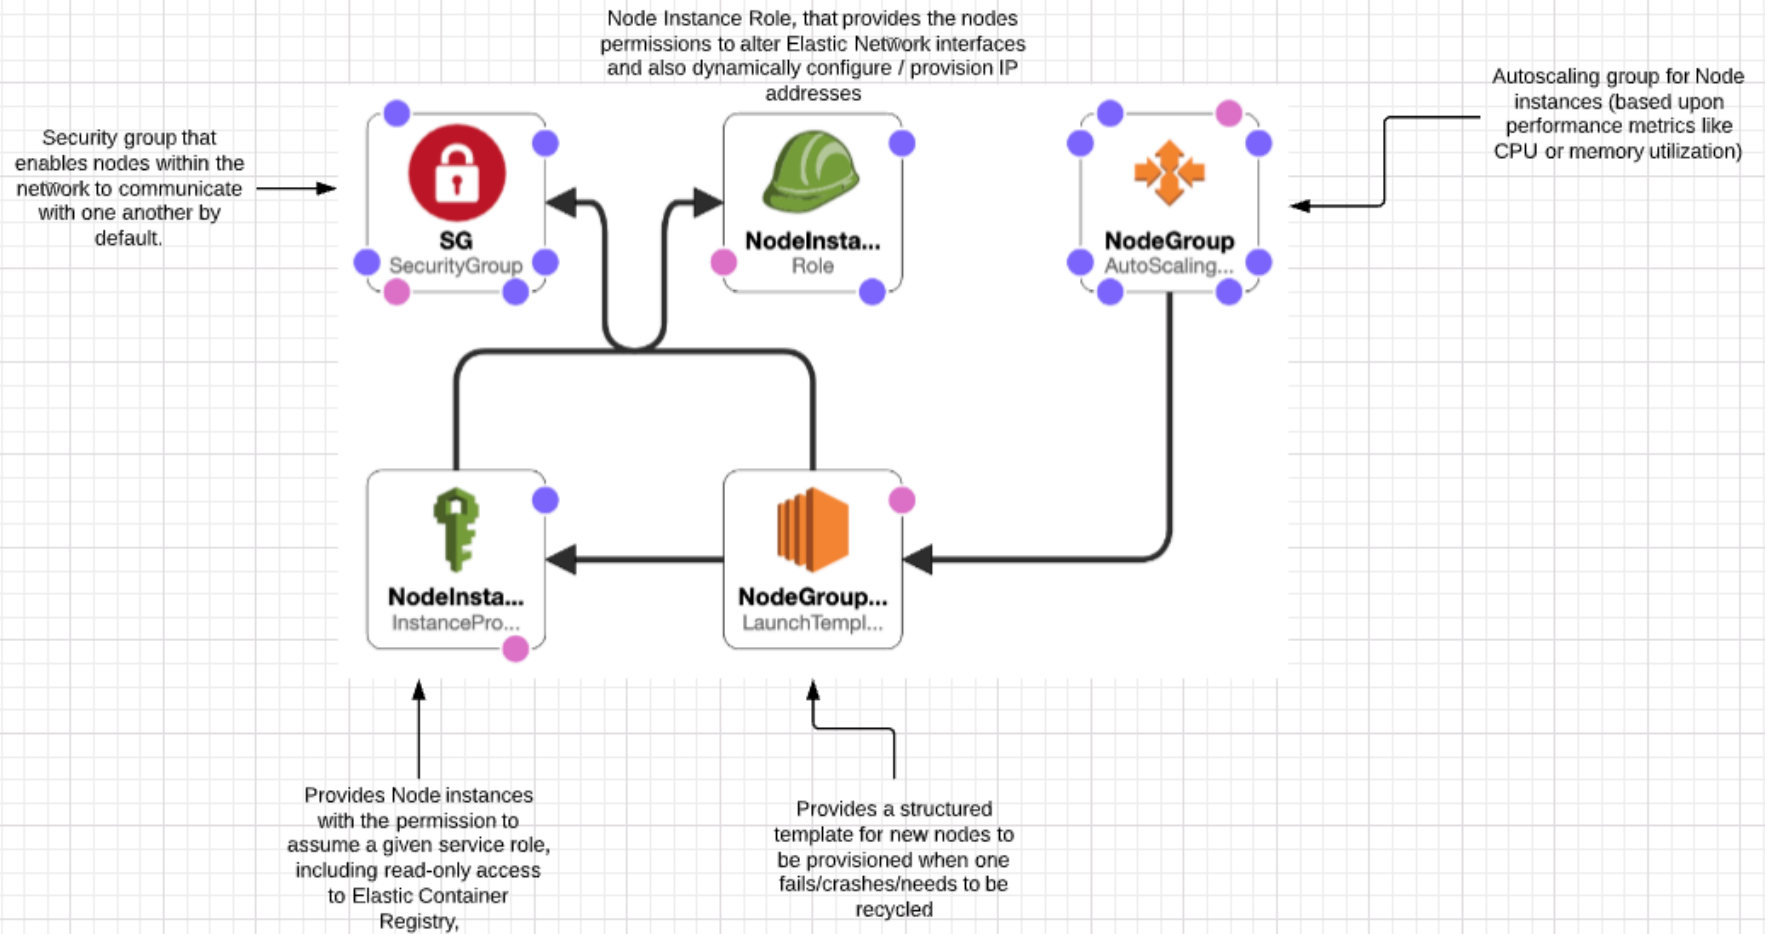 Node Instance Role, that provides the nodes
permissions to alter Elastic Network interfaces
and also dynamically configure / provision IP
addresses
Autoscaling group for Node
instances (based upon
performance metrics like
CPU or memory utilization)
Security group that
enables nodes within the
network to communicate
with one another by
default.
SG
SecurityGroup
NodeInsta...
Role
NodeGroup
AutoScaling...
NodeInsta...
InstancePro...
NodeGroup...
LaunchTempl...
Provides Node instances
with the permission to
assume a given service role,
including read-only access
to Elastic Container
Registry,
Provides a structured
template for new nodes to
be provisioned when one
fails/crashes/needs to be
recycled